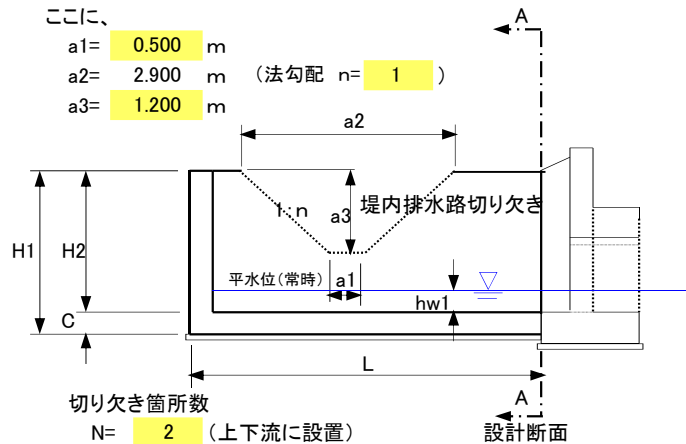 ここに、
a1= 0.500 m
a2= 2.900 m (法勾配 n= 1 )
a3= 1.200 m
A
a2
1:n
a3
堤内排水路切り欠き
H1
H2
平水位(常時)
a1
hw1
C
L
A
切り欠き箇所数
N= 2 (上下流に設置)
設計断面